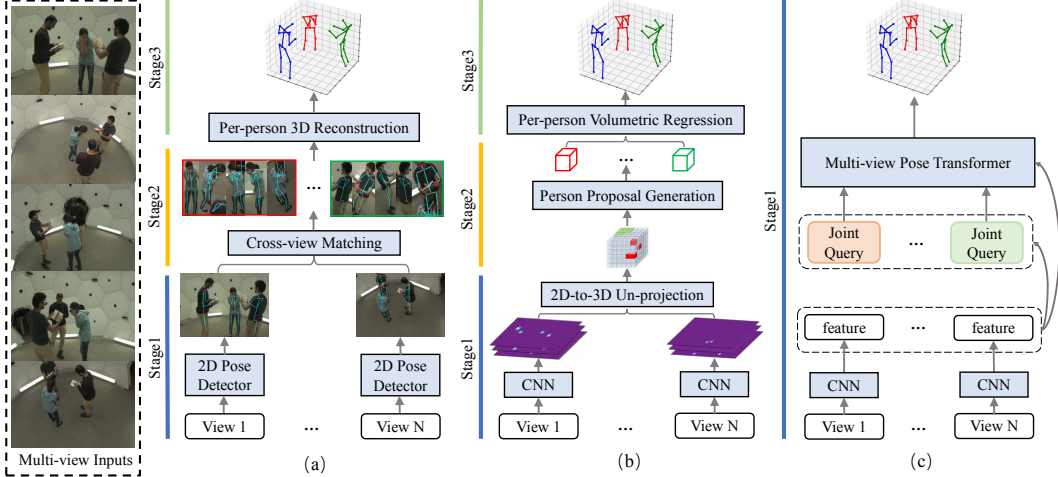 Multi-view Inputs
Stage3
Stage2
Stage1
Per-person 3D Reconstruction
...
Cross-view Matching
2D Pose
Detector
2D Pose
Detector
View 1
...
View N
(a)
Stage3
Stage2
Stage1
Per-person Volumetric Regression
...
Person Proposal Generation
2D-to-3D Un-projection
CNN
CNN
View 1
...
View N
(b)
Stage1
Multi-view Pose Transformer
Joint
Query
...
Joint
Query
feature
...
feature
CNN
CNN
View 1
...
View N
(c)